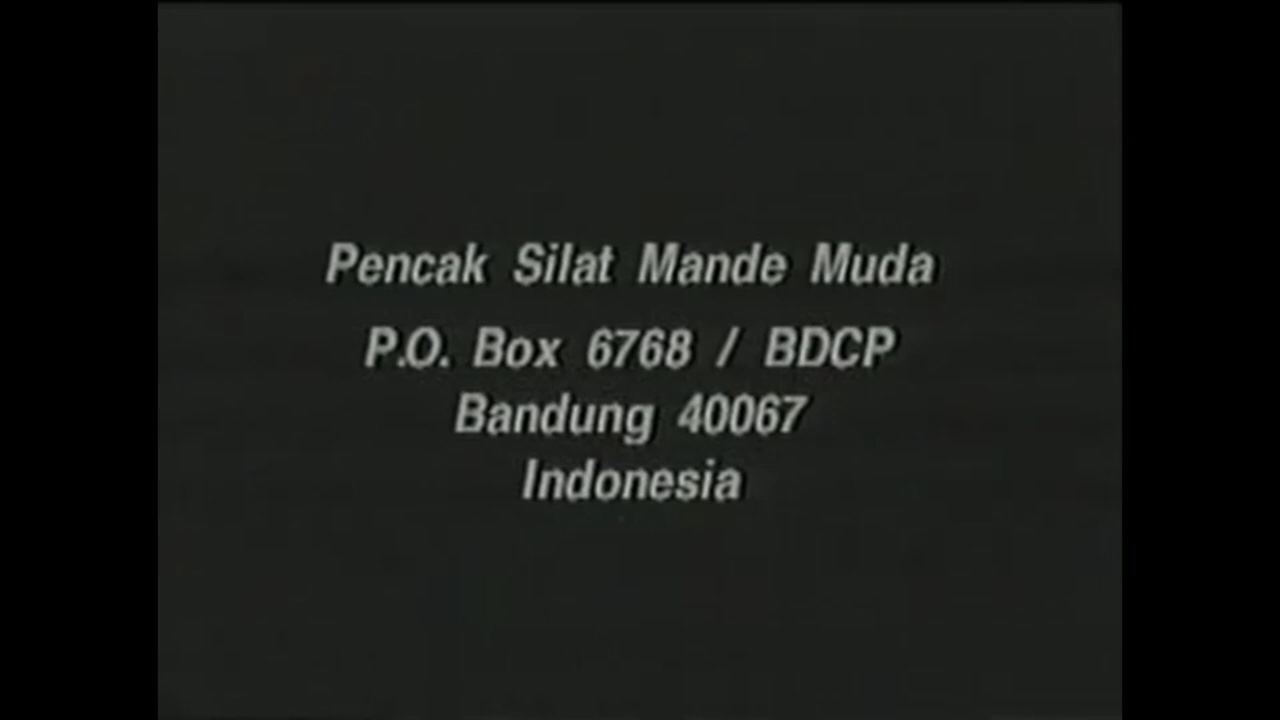 Pencak Silat Mande Muda
P.O. Box 6768 / BDCP
Bandung 40067
Indonesia